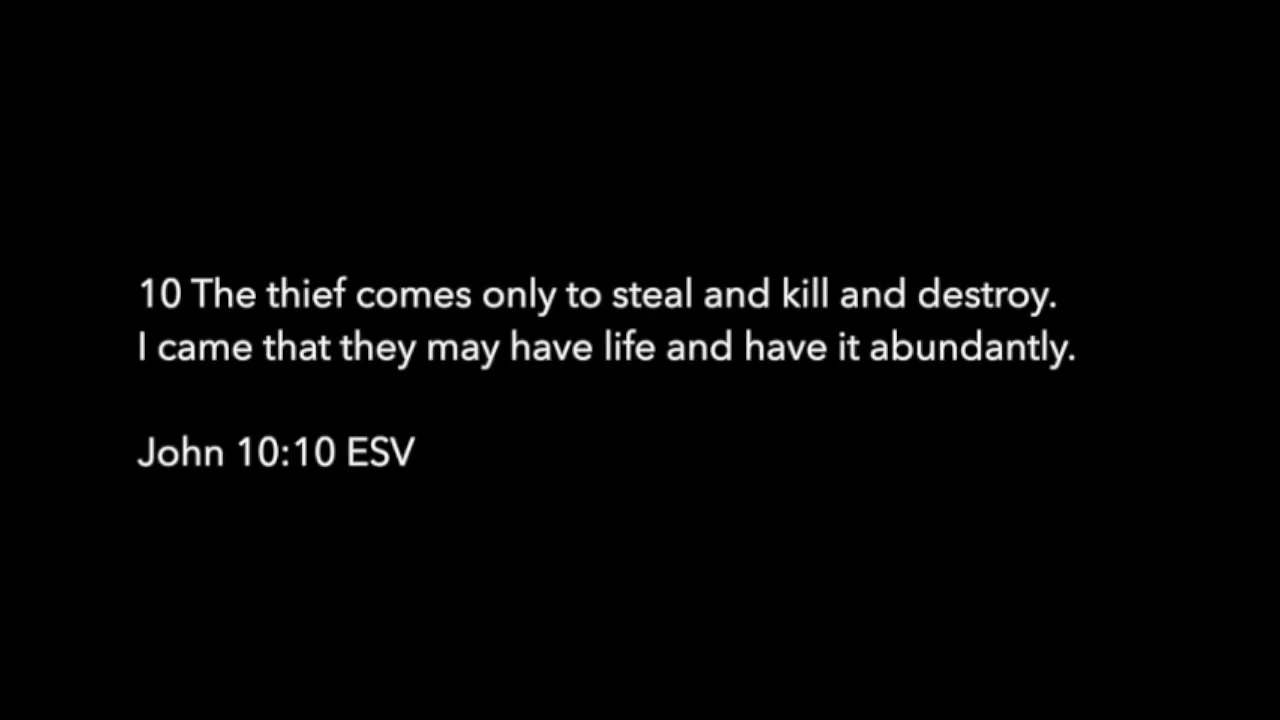 10 The thief comes only to steal and kill and destroy.
I came that they may have life and have it abundantly.
John 10:10 ESV